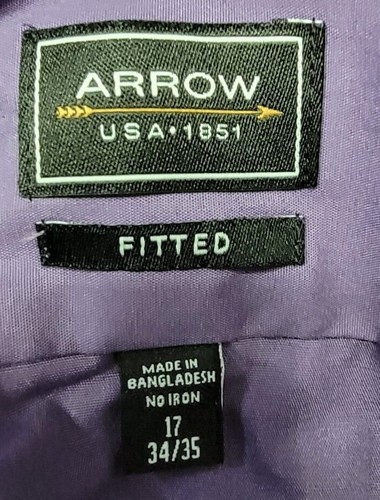 ARROW
USA•1851
FITTED
MADE IN
BANGLADESH
NO IRON
17
34/35